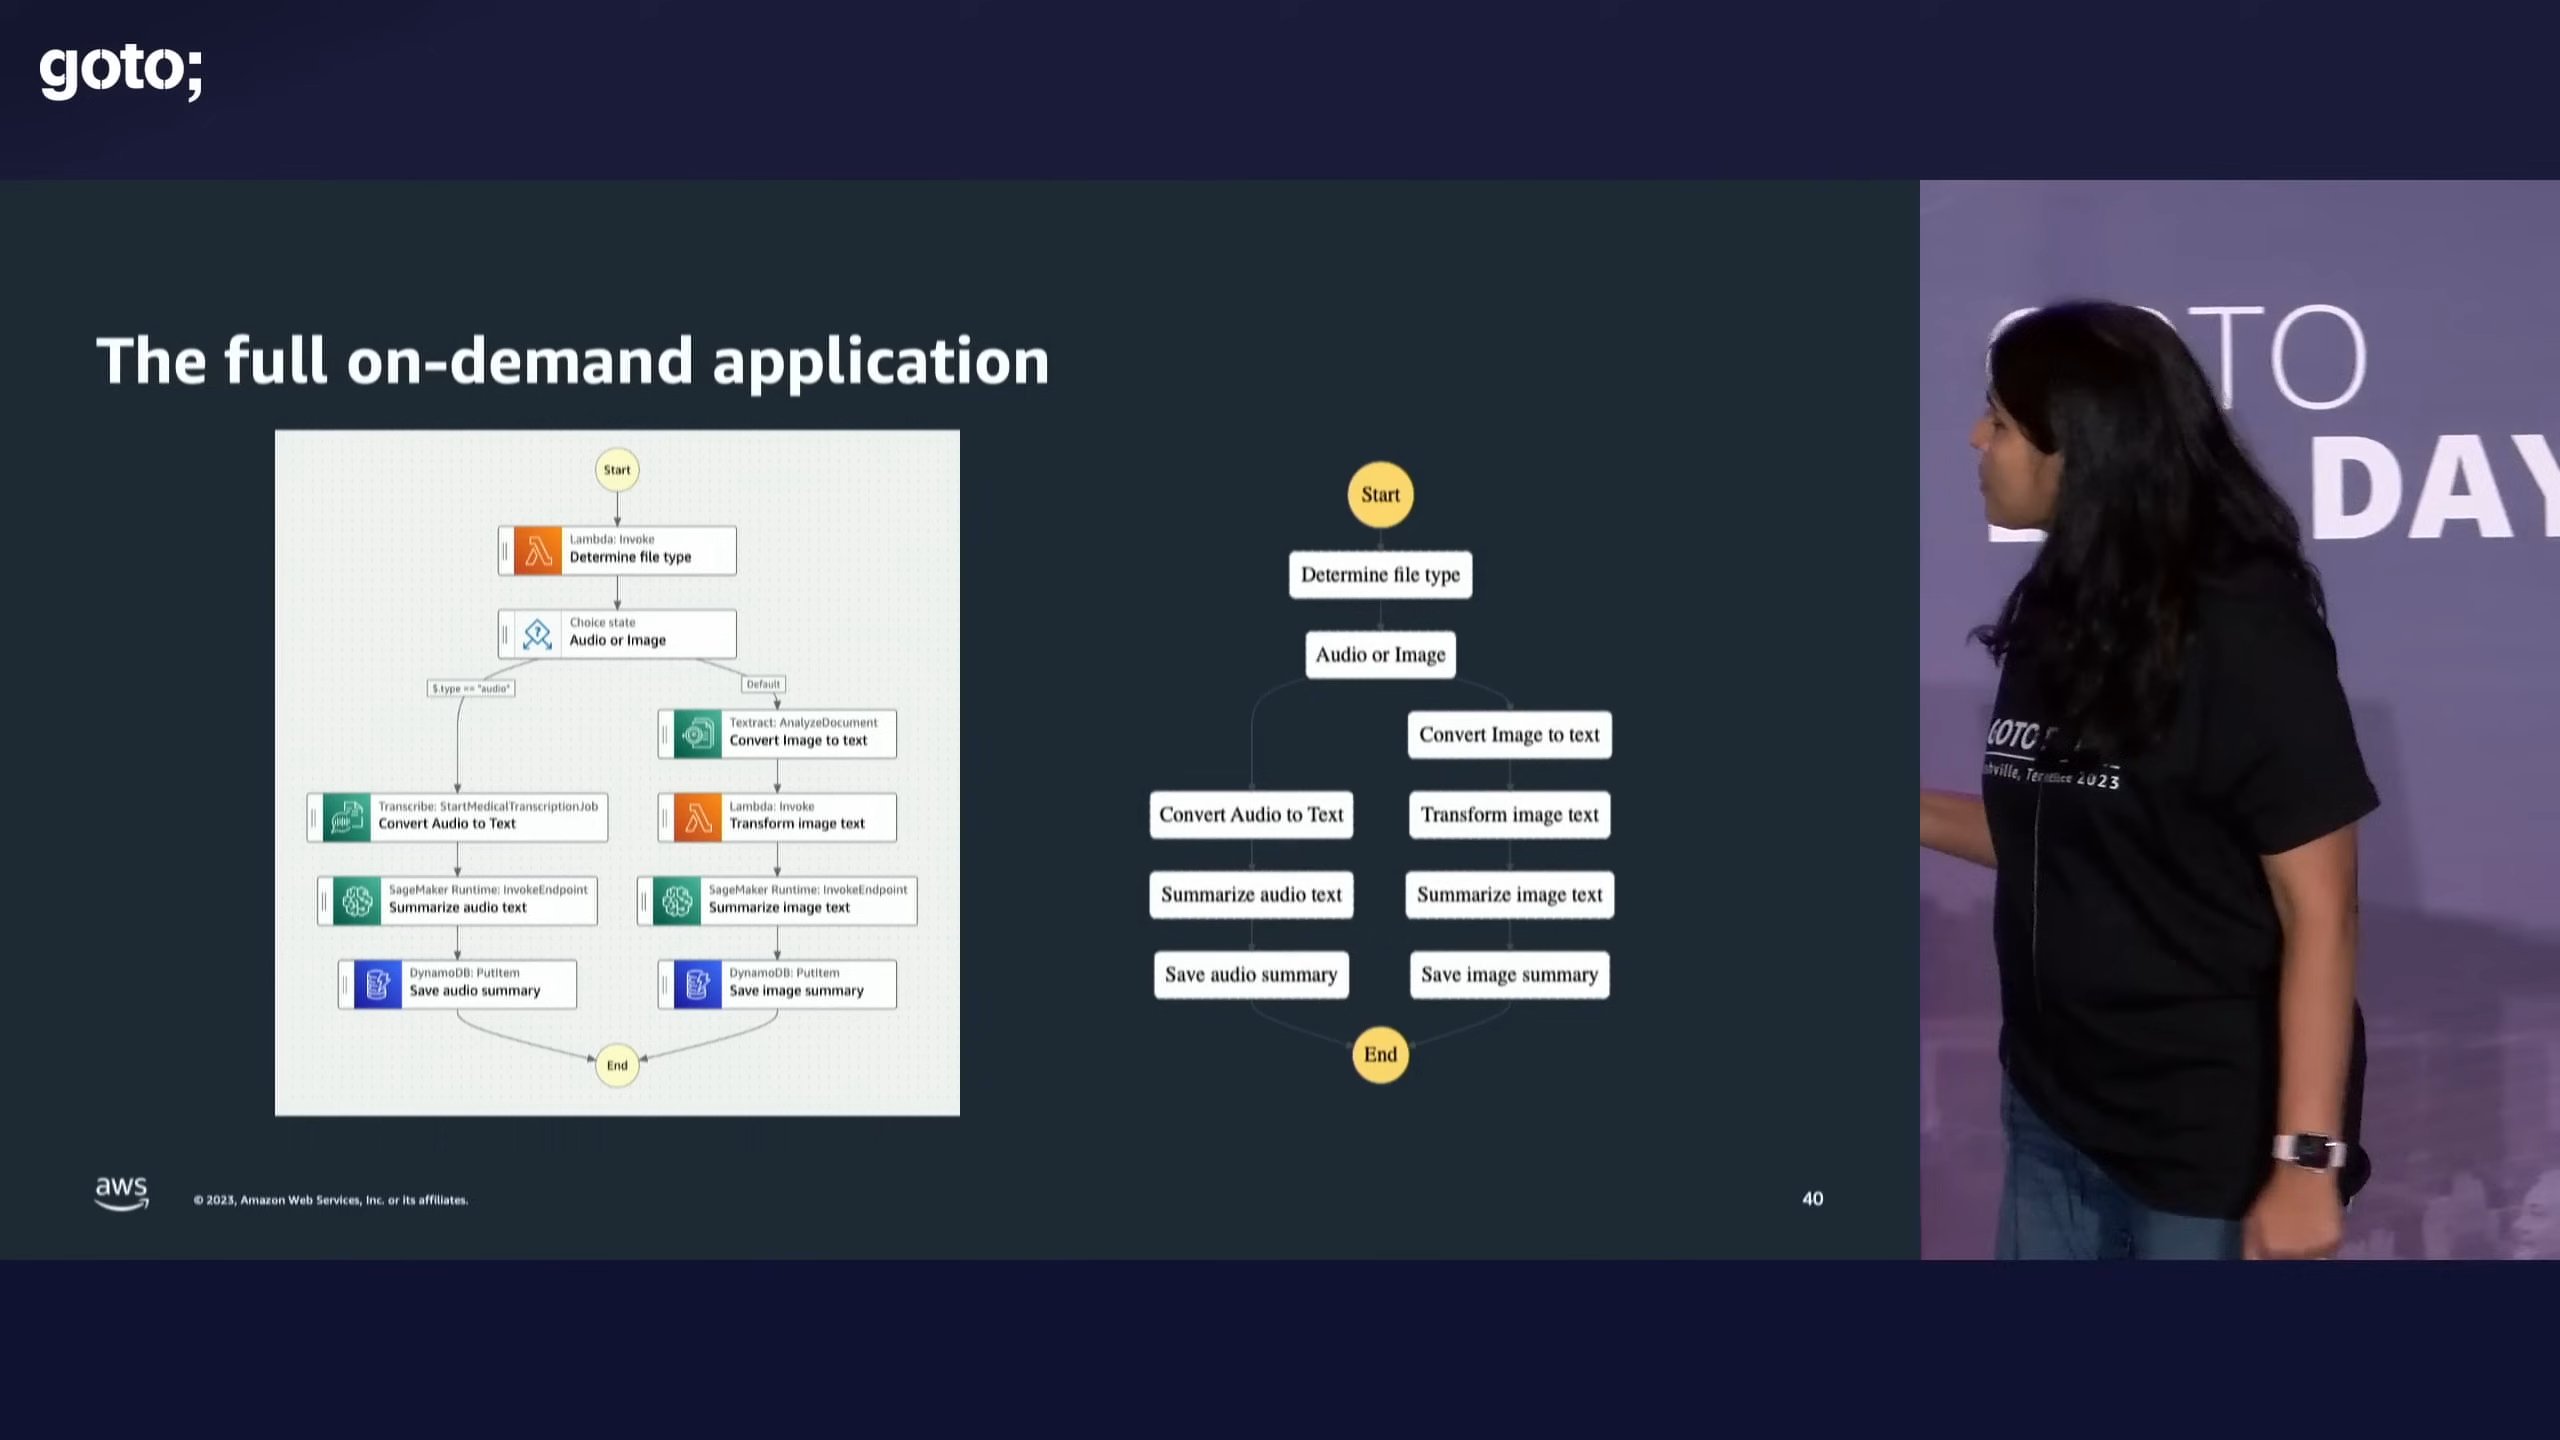 goto;
The full on-demand application
Start
Lambda: Invoke
Determine file type
Choice state
Audio or Image
$.type == "audio"
Default
Textract: AnalyzeDocument
Convert Image to text
Transcribe: StartMedicalTranscriptionJob
Convert Audio to Text
Lambda: Invoke
Transform image text
SageMaker Runtime: InvokeEndpoint
Summarize audio text
SageMaker Runtime: InvokeEndpoint
Summarize image text
DynamoDB: PutItem
Save audio summary
DynamoDB: PutItem
Save image summary
End
Start
Determine file type
Audio or Image
Convert Image to text
Convert Audio to Text
Transform image text
Summarize audio text
Summarize image text
Save audio summary
Save image summary
End
aws
© 2023, Amazon Web Services, Inc. or its affiliates.
40
TO
DAY
GOTO
2023